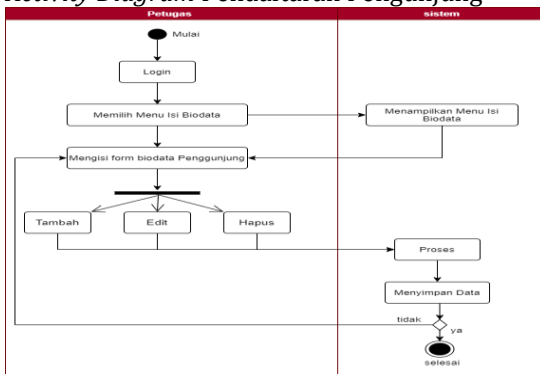 Activity Diagram Pendaftaran Pengunjung
Petugas
sistem
Mulai
Login
Memilih Menu Isi Biodata
Menampilkan Menu Isi
Biodata
Mengisi form biodata Penggunjung
Tambah
Edit
Hapus
Proses
Menyimpan Data
tidak
ya
selesai